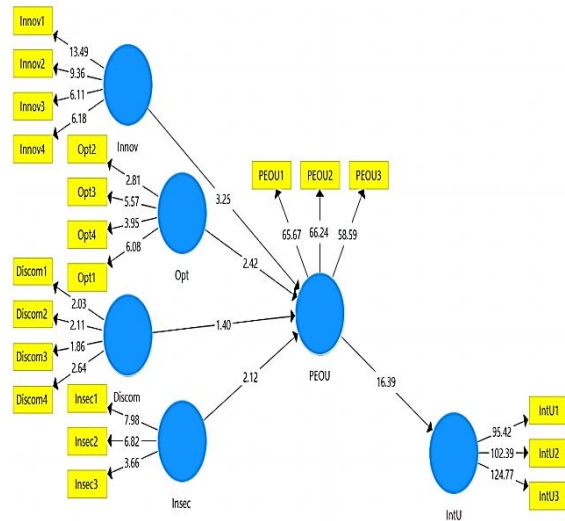 Innov1
13.49
Innov2
9.36
Innov3
6.11
Innov4
6.18
Innov
Opt2
2.81
Opt3
5.57
Opt4
3.95
Opt1
6.08
Opt
Discom1
2.03
Discom2
2.11
Discom3
1.86
Discom4
2.64
Discom
Insec1
7.98
Insec2
6.82
Insec3
3.66
Insec
3.25
2.42
1.40
2.12
PEOU1
PEOU2
PEOU3
65.67
66.24
58.59
PEOU
16.39
IntU1
95.42
IntU2
102.39
IntU3
124.77
IntU